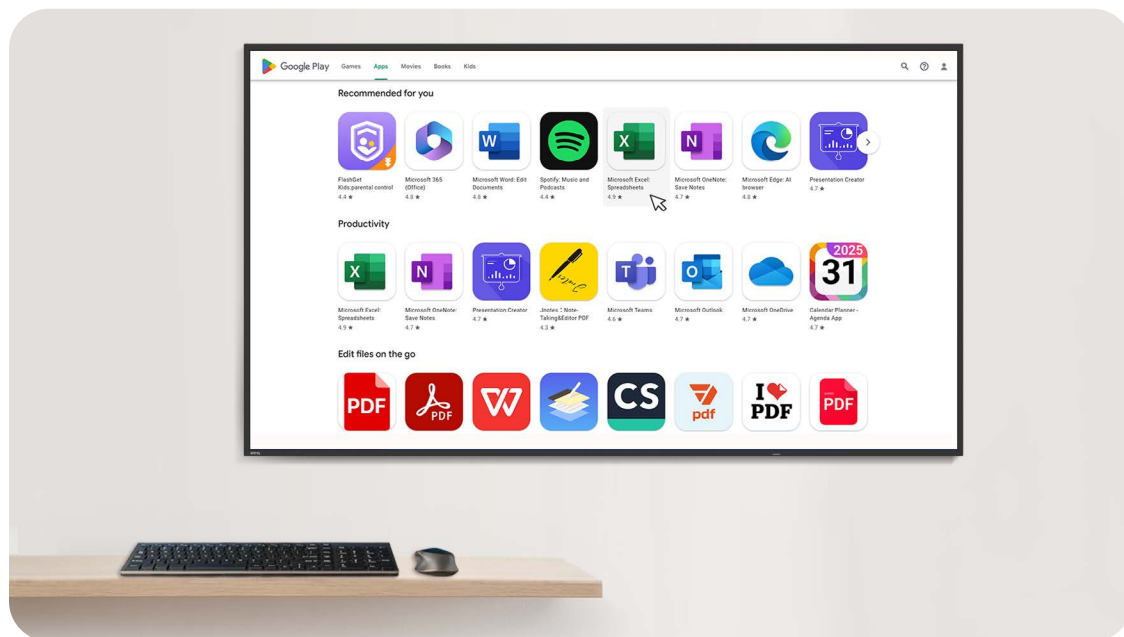 Google Play
Games Apps Movies Books Kids
Recommended for you
W
X
N
FlashGet
Kids:parental control
4.4 ★
Microsoft 365
(Office)
4.8 ★
Microsoft Word: Edit
Documents
4.8 ★
Spotify: Music and
Podcasts
4.4 ★
Microsoft Excel:
Spreadsheets
4.9 ★
Microsoft OneNote:
Save Notes
4.7 ★
Microsoft Edge: AI
browser
4.8 ★
Presentation Creator
4.7 ★
Productivity
X
N
Jnotes
T
O
2025
31
Microsoft Excel:
Spreadsheets
4.9 ★
Microsoft OneNote:
Save Notes
4.7 ★
Presentation Creator
4.7 ★
Jnotes : Note-
Taking&Editor PDF
4.3 ★
Microsoft Teams
4.6 ★
Microsoft Outlook
4.7 ★
Microsoft OneDrive
4.7 ★
Calendar Planner -
Agenda App
4.7 ★
Edit files on the go
PDF
PDF
W
CS
pdf
I
PDF
PDF